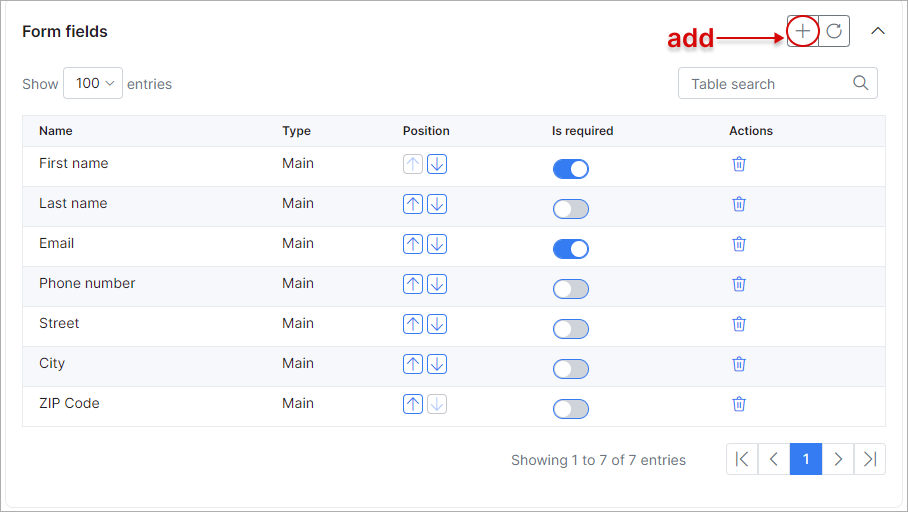 Form fields
add
Show 100 entries
Table search
Name Type Position Is required Actions
First name Main
Last name Main
Email Main
Phone number Main
Street Main
City Main
ZIP Code Main
Showing 1 to 7 of 7 entries 1